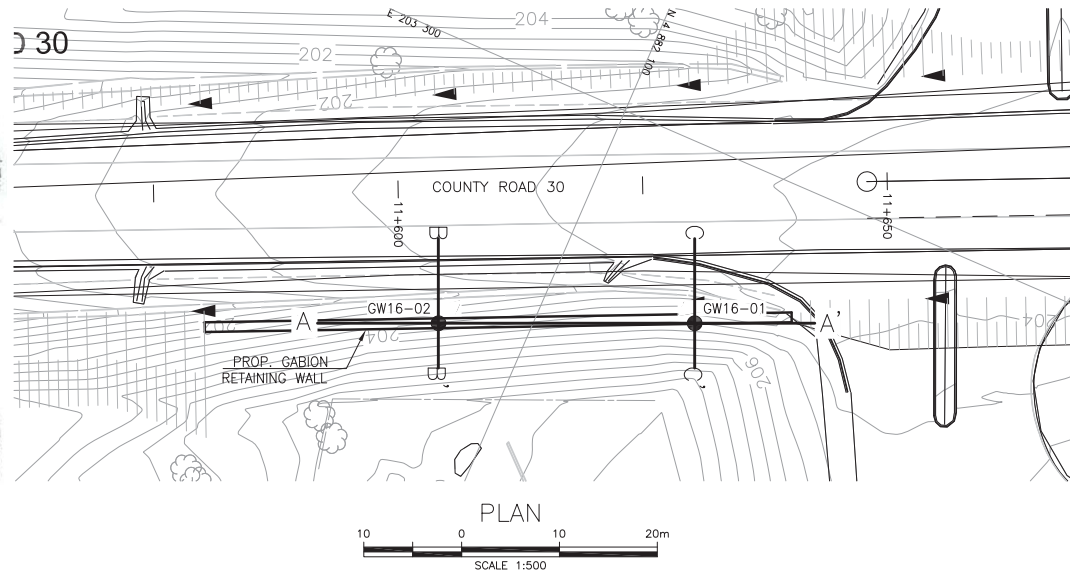 204
E 203 300
N 4 882 100
30
202
202
COUNTY ROAD 30
11+600
11+650
B
C
GW16-02
GW16-01
A
A'
204
204
PROP. GABION
RETAINING WALL
206
B'
C'
PLAN
10 0 10 20m
SCALE 1:500